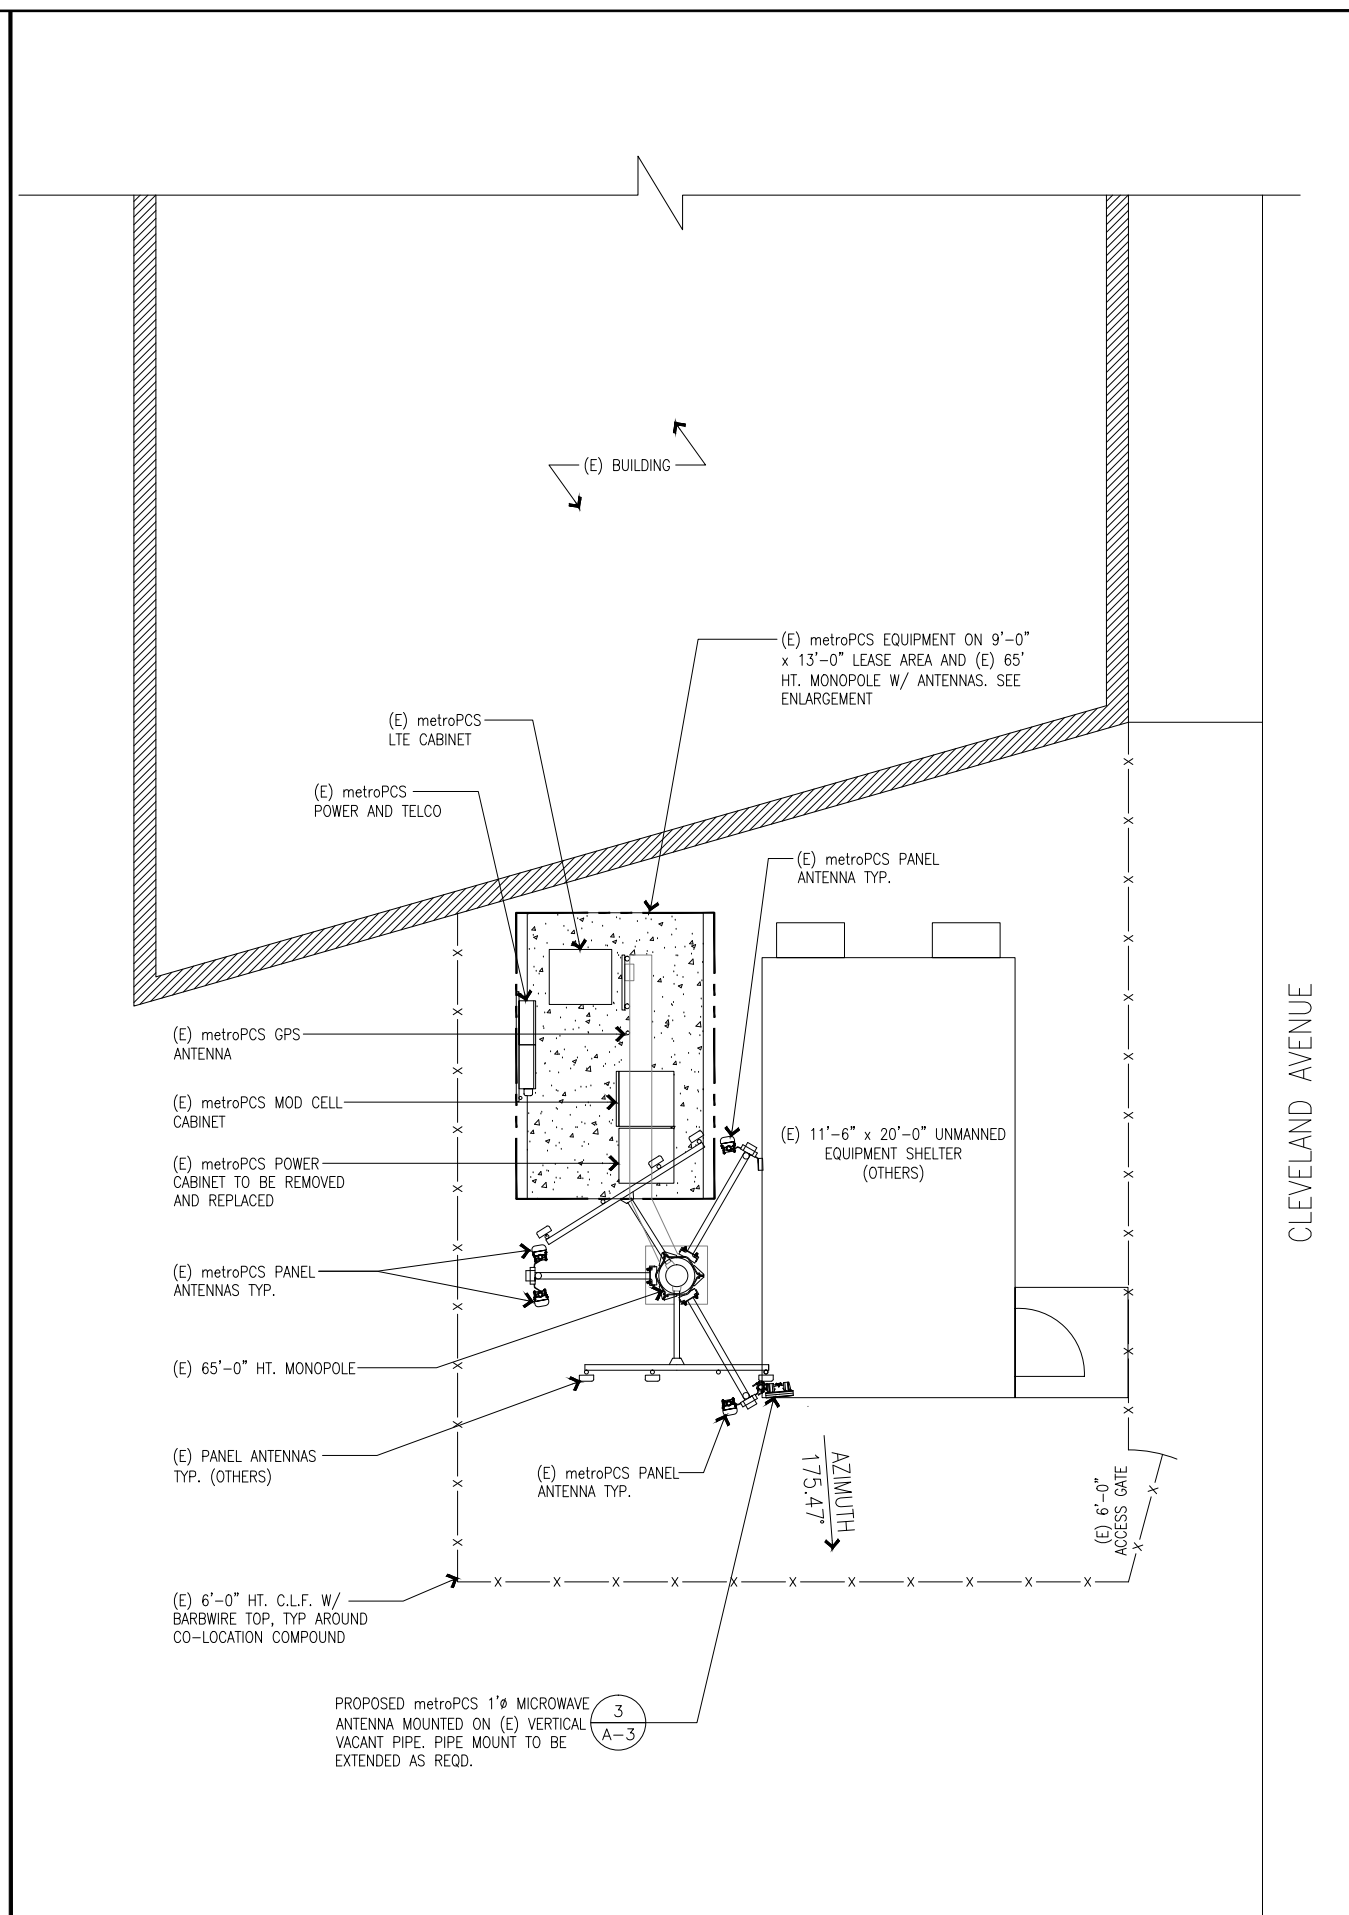 (E) BUILDING
(E) metroPCS EQUIPMENT ON 9'-0"
x 13'-0" LEASE AREA AND (E) 65'
HT. MONOPOLE W/ ANTENNAS. SEE
ENLARGEMENT
(E) metroPCS
LTE CABINET
(E) metroPCS
POWER AND TELCO
(E) metroPCS PANEL
ANTENNA TYP.
(E) metroPCS GPS
ANTENNA
(E) metroPCS MOD CELL
CABINET
(E) metroPCS POWER
CABINET TO BE REMOVED
AND REPLACED
(E) 11'-6" x 20'-0" UNMANNED
EQUIPMENT SHELTER
(OTHERS)
CLEVELAND AVENUE
(E) metroPCS PANEL
ANTENNAS TYP.
(E) 65'-0" HT. MONOPOLE
(E) PANEL ANTENNAS
TYP. (OTHERS)
(E) metroPCS PANEL
ANTENNA TYP.
AZIMUTH
175.47°
(E) 6'-0"
ACCESS GATE
(E) 6'-0" HT. C.L.F. W/
BARBWIRE TOP, TYP AROUND
CO-LOCATION COMPOUND
PROPOSED metroPCS 1'ø MICROWAVE
ANTENNA MOUNTED ON (E) VERTICAL
VACANT PIPE. PIPE MOUNT TO BE
EXTENDED AS REQD.
3
A-3